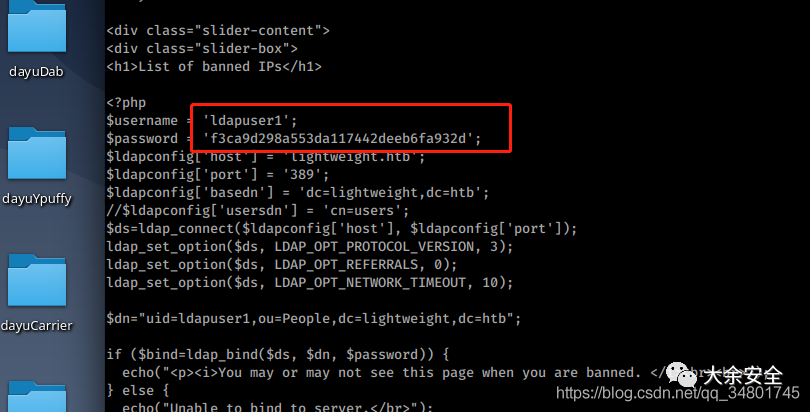 <div class="slider-content">
<div class="slider-box">
<h1>List of banned IPs</h1>
<?php
$username = 'ldapuser1';
$password = 'f3ca9d298a553da117442deeb6fa932d';
$ldapconfig['host'] = 'lightweight.htb';
$ldapconfig['port'] = '389';
$ldapconfig['basedn'] = 'dc=lightweight,dc=htb';
//$ldapconfig['usersdn'] = 'cn=users';
$ds=ldap_connect($ldapconfig['host'], $ldapconfig['port']);
ldap_set_option($ds, LDAP_OPT_PROTOCOL_VERSION, 3);
ldap_set_option($ds, LDAP_OPT_REFERRALS, 0);
ldap_set_option($ds, LDAP_OPT_NETWORK_TIMEOUT, 10);
$dn="uid=ldapuser1,ou=People,dc=lightweight,dc=htb";
if ($bind=ldap_bind($ds, $dn, $password)) {
echo("<p><i>You may or may not see this page when you are banned. </
} else {
echo("Unable to bind to server.</br>");
dayuDab
dayuYpuffy
dayuCarrier
大余安全
https://blog.csdn.net/qq_34801745